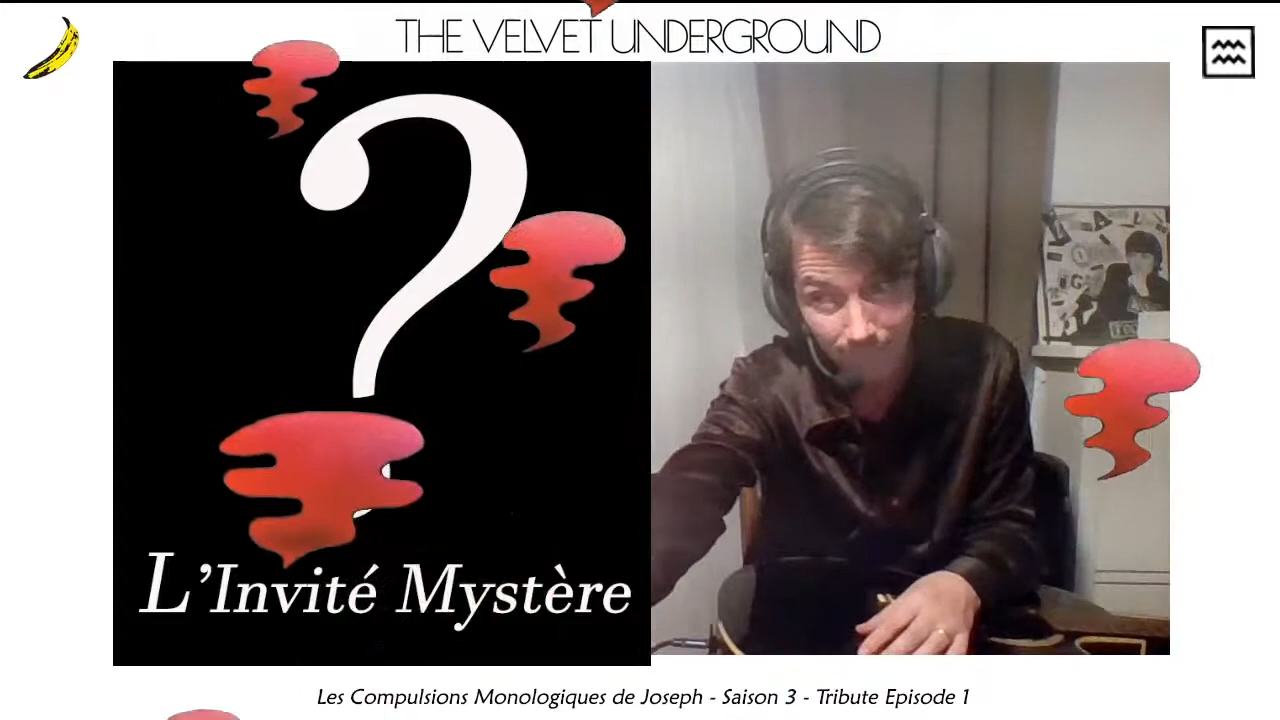 THE VELVET UNDERGROUND
L'Invité Mystère
Les Compulsions Monologiques de Joseph - Saison 3 - Tribute Episode 1